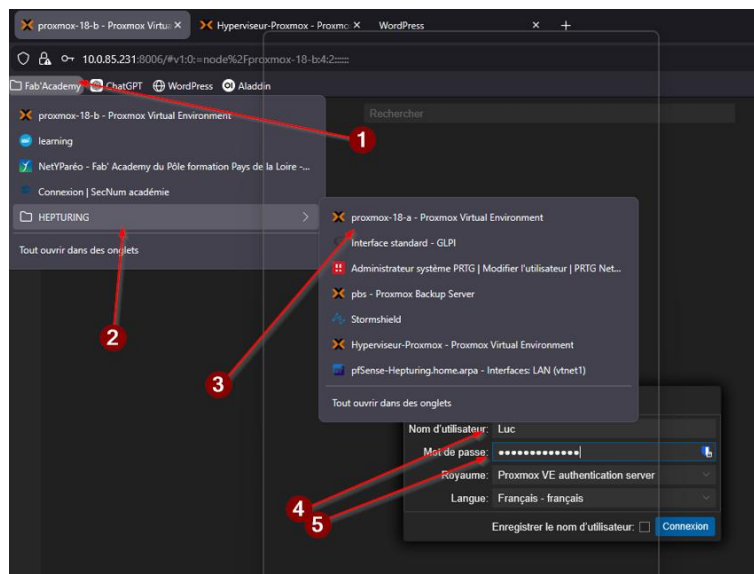 proxmox-18-b - Proxmox Virtu
Hyperviseur-Proxmox - Proxmo
WordPress
10.0.85.231:8006/#v1:0:=node%2Fproxmox-18-b:4:2::::::
Fab'Academy
ChatGPT
WordPress
Aladdin
proxmox-18-b - Proxmox Virtual Environment
Rechercher
1
learning
NetYParéo - Fab' Academy du Pôle formation Pays de la Loire -...
Connexion | SecNum académie
HEPTURING
Tout ouvrir dans des onglets
2
proxmox-18-a - Proxmox Virtual Environment
Interface standard - GLPI
Administrateur système PRTG | Modifier l'utilisateur | PRTG Net...
pbs - Proxmox Backup Server
Stormshield
Hyperviseur-Proxmox - Proxmox Virtual Environment
pfSense-Hepturing.home.arpa - Interfaces: LAN (vtnet1)
Tout ouvrir dans des onglets
3
Nom d'utilisateur: Luc
Mot de passe: •••••••••••••
Royaume: Proxmox VE authentication server
Langue: Français - français
4
5
Enregistrer le nom d'utilisateur:
Connexion